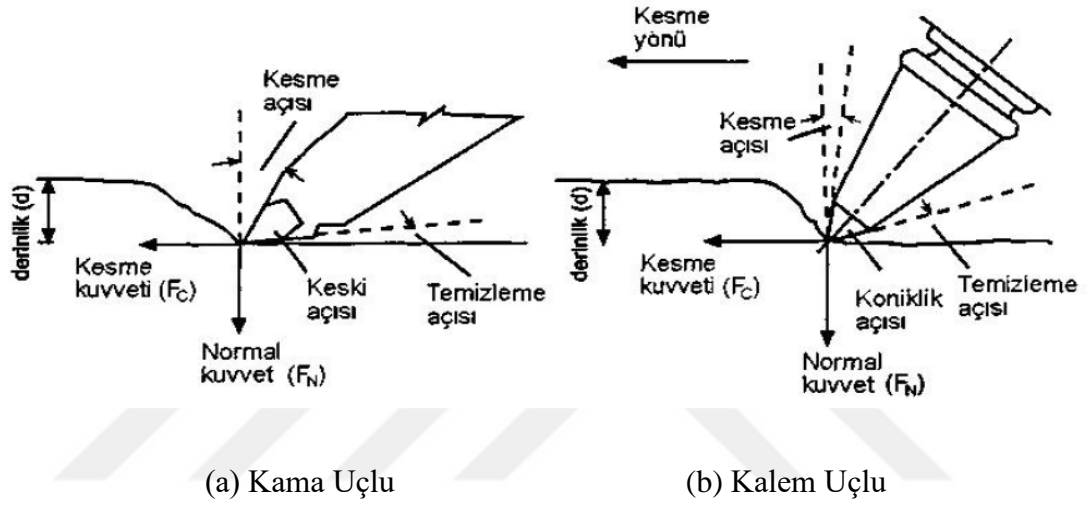 Kesme
açısı
derinlik (d)
Kesme
kuvveti (FC)
Keski
açısı
Temizleme
açısı
Normal
kuvvet (FN)
Kesme
yönü
Kesme
açısı
derinlik (d)
Kesme
kuvveti (FC)
Koniklik
açısı
Temizleme
açısı
Normal
kuvvet (FN)
(a) Kama Uçlu
(b) Kalem Uçlu